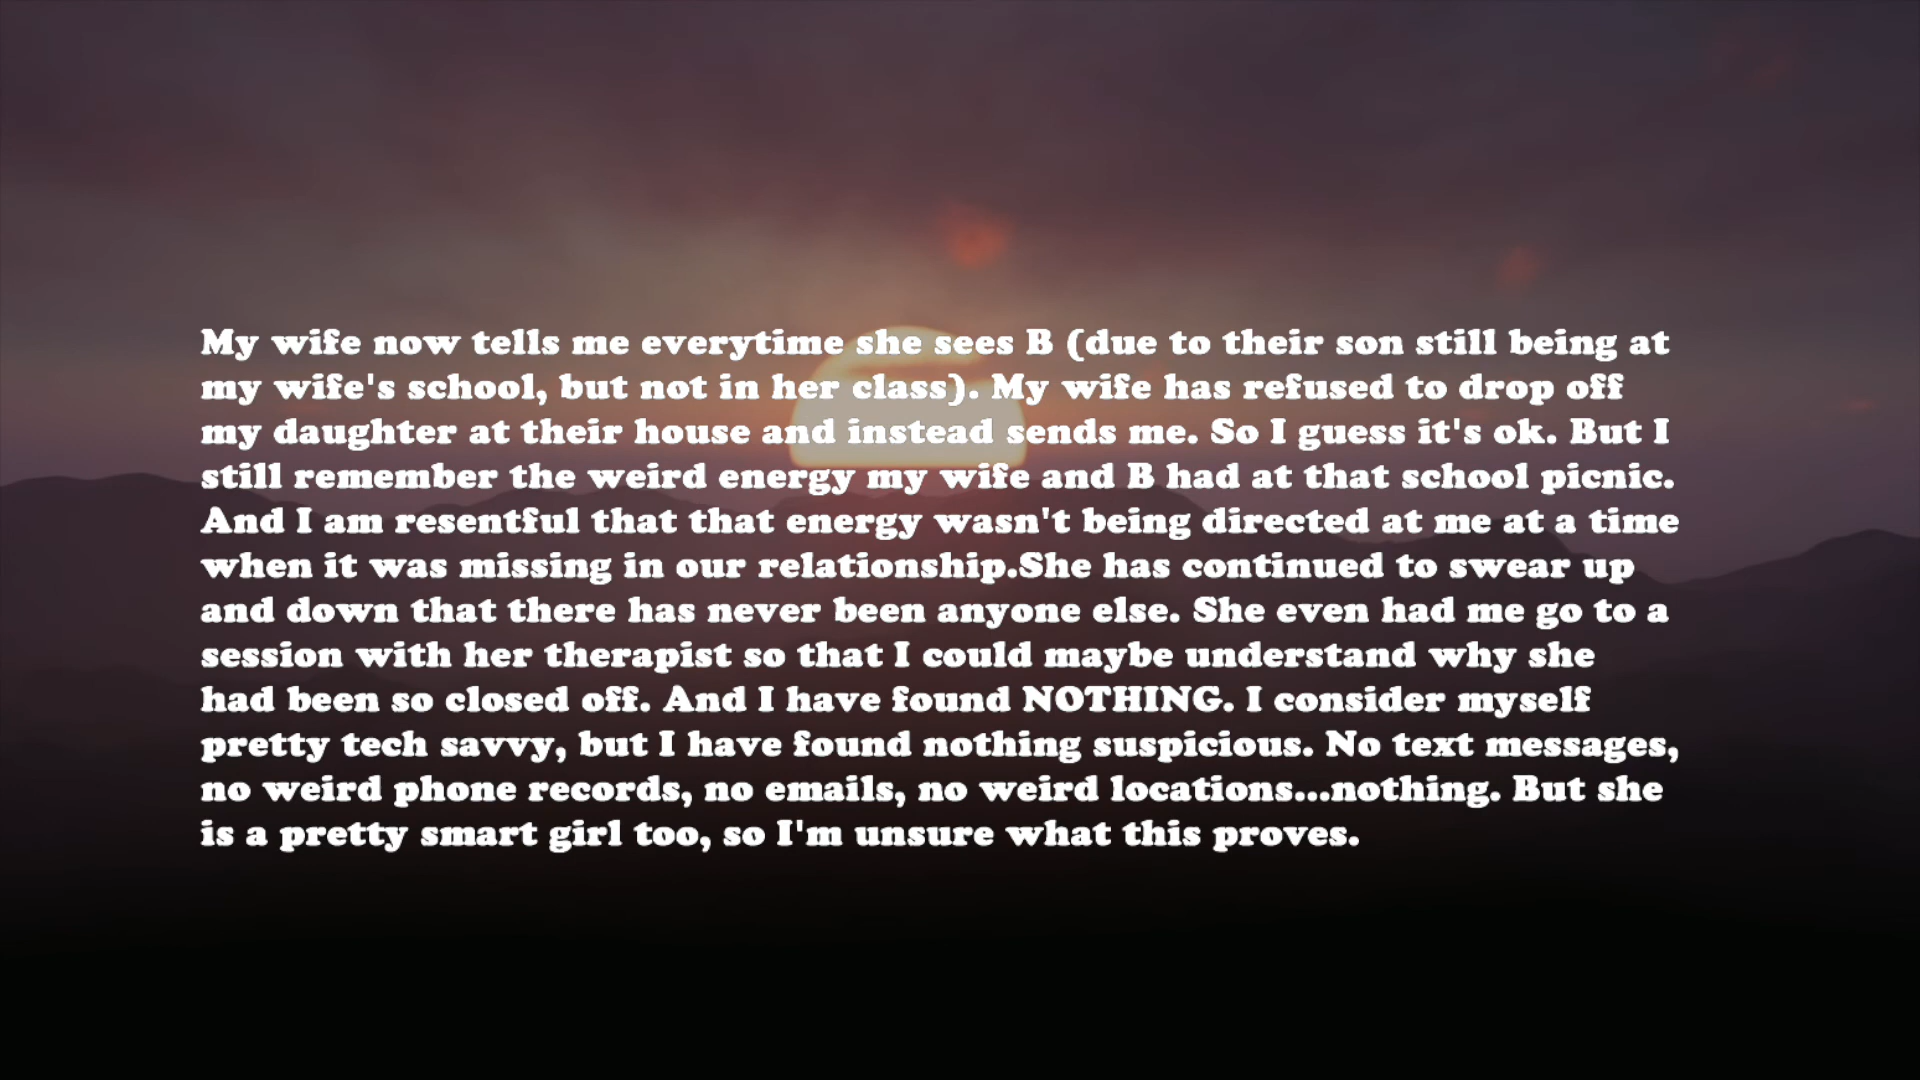 My wife now tells me everytime she sees B (due to their son still being at
my wife's school, but not in her class). My wife has refused to drop off
my daughter at their house and instead sends me. So I guess it's ok. But I
still remember the weird energy my wife and B had at that school picnic.
And I am resentful that that energy wasn't being directed at me at a time
when it was missing in our relationship.She has continued to swear up
and down that there has never been anyone else. She even had me go to a
session with her therapist so that I could maybe understand why she
had been so closed off. And I have found NOTHING. I consider myself
pretty tech savvy, but I have found nothing suspicious. No text messages,
no weird phone records, no emails, no weird locations...nothing. But she
is a pretty smart girl too, so I'm unsure what this proves.